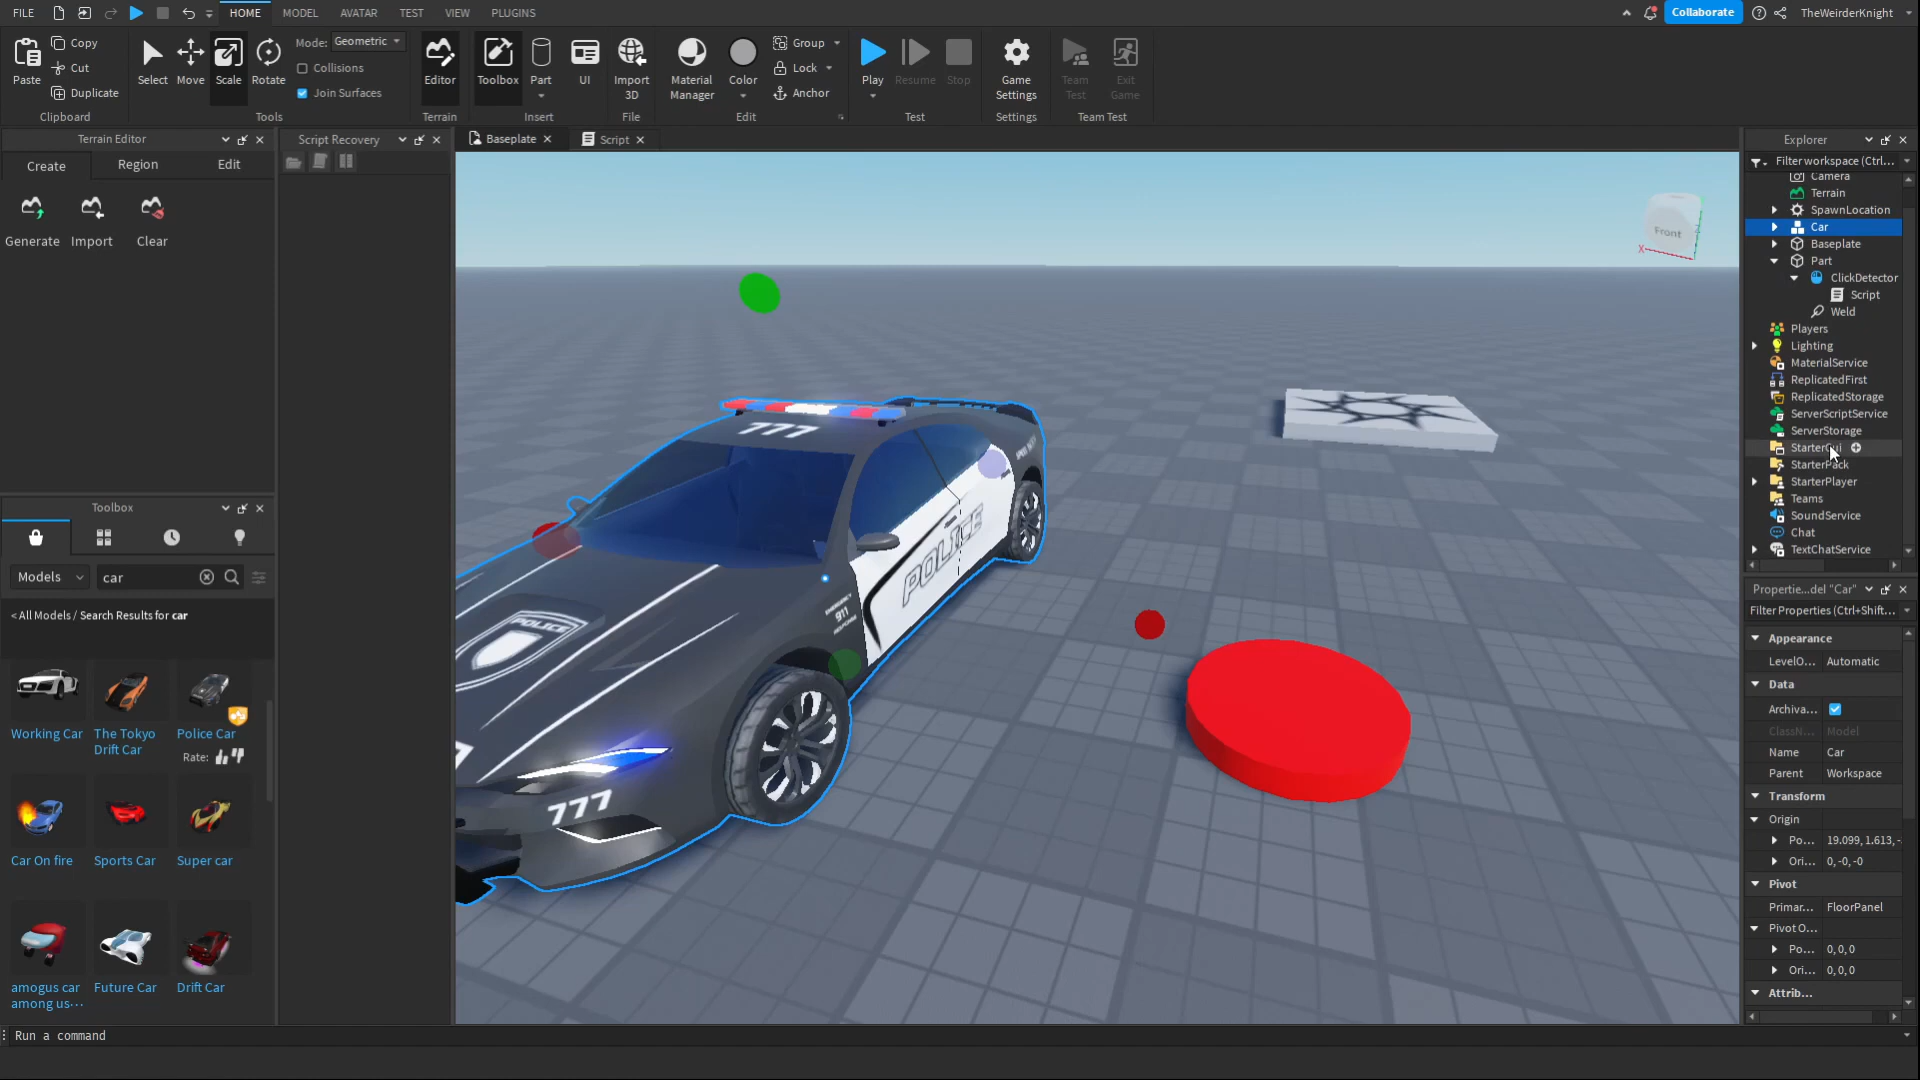 FILE HOME MODEL AVATAR TEST VIEW PLUGINS Collaborate TheWeirderKnight
Paste Copy Cut Duplicate Clipboard
Select Move Scale Rotate Mode: Geometric Collisions Join Surfaces Tools
Editor Terrain
Toolbox Part UI Insert
Import 3D File
Material Manager Color Group Lock Anchor Edit
Play Resume Stop Test
Game Settings Settings
Team Test Exit Game Team Test
Terrain Editor
Create Region Edit
Generate Import Clear
Script Recovery
Baseplate Script
Toolbox
Models car
< All Models / Search Results for car
Working Car The Tokyo Drift Car Police Car
Rate:
Car On fire Sports Car Super car
amogus car among us... Future Car Drift Car
777
POLICE
EMERGENCY
911
POLICE
777
Front
X
Z
Explorer
Filter workspace (Ctrl...
Camera
Terrain
SpawnLocation
Car
Baseplate
Part
ClickDetector
Script
Weld
Players
Lighting
MaterialService
ReplicatedFirst
ReplicatedStorage
ServerScriptService
ServerStorage
StarterGui
StarterPack
StarterPlayer
Teams
SoundService
Chat
TextChatService
Propertie...del "Car"
Filter Properties (Ctrl+Shift...
Appearance
LevelO... Automatic
Data
Archiva...
ClassN... Model
Name Car
Parent Workspace
Transform
Origin
Po... 19.099, 1.613, -
Ori... 0, -0, -0
Pivot
Primar... FloorPanel
Pivot O...
Po... 0, 0, 0
Ori... 0, 0, 0
Attrib...
Run a command